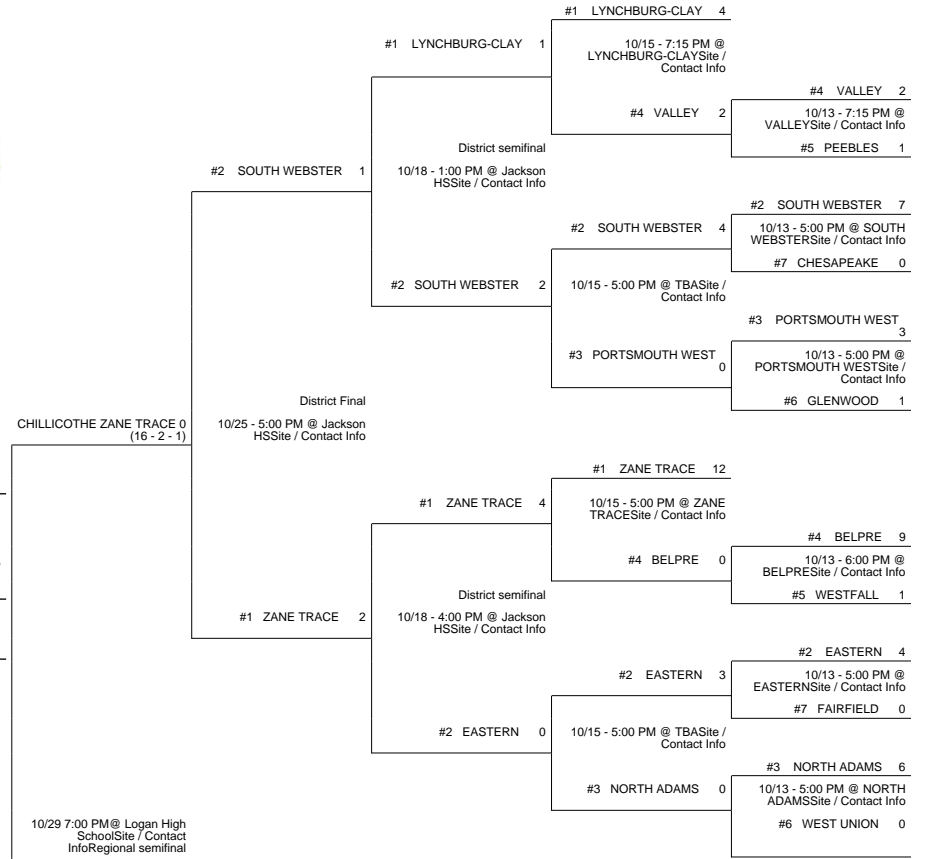 #1 LYNCHBURG-CLAY 4
#1 LYNCHBURG-CLAY 1
10/15 - 7:15 PM @
LYNCHBURG-CLAYSite /
Contact Info
#4 VALLEY 2
#4 VALLEY 2
10/13 - 7:15 PM @
VALLEYSite / Contact Info
#5 PEEBLES 1
District semifinal
10/18 - 1:00 PM @ Jackson
HSSite / Contact Info
#2 SOUTH WEBSTER 1
#2 SOUTH WEBSTER 7
#2 SOUTH WEBSTER 4
10/13 - 5:00 PM @ SOUTH
WEBSTERSite / Contact Info
#7 CHESAPEAKE 0
#2 SOUTH WEBSTER 2
10/15 - 5:00 PM @ TBASite /
Contact Info
#3 PORTSMOUTH WEST
3
#3 PORTSMOUTH WEST
0
10/13 - 5:00 PM @
PORTSMOUTH WESTSite /
Contact Info
#6 GLENWOOD 1
District Final
10/25 - 5:00 PM @ Jackson
HSSite / Contact Info
CHILLICOTHE ZANE TRACE 0
(16 - 2 - 1)
#1 ZANE TRACE 12
#1 ZANE TRACE 4
10/15 - 5:00 PM @ ZANE
TRACESite / Contact Info
#4 BELPRE 9
#4 BELPRE 0
10/13 - 6:00 PM @
BELPRESite / Contact Info
#5 WESTFALL 1
District semifinal
10/18 - 4:00 PM @ Jackson
HSSite / Contact Info
#1 ZANE TRACE 2
#2 EASTERN 4
#2 EASTERN 3
10/13 - 5:00 PM @
EASTERNSite / Contact Info
#7 FAIRFIELD 0
#2 EASTERN 0
10/15 - 5:00 PM @ TBASite /
Contact Info
#3 NORTH ADAMS 6
#3 NORTH ADAMS 0
10/13 - 5:00 PM @ NORTH
ADAMSSite / Contact Info
#6 WEST UNION 0
10/29 7:00 PM@ Logan High
SchoolSite / Contact
InfoRegional semifinal